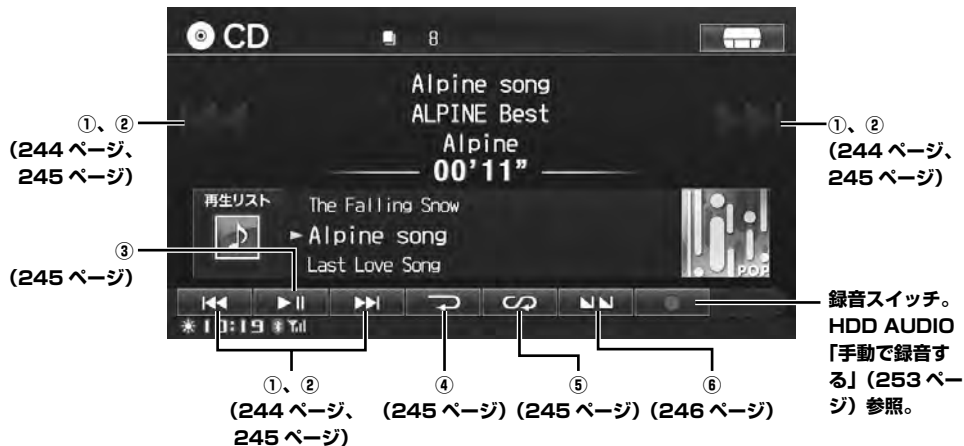 CD
8
Alpine song
ALPINE Best
Alpine
00'11"
再生リスト
The Falling Snow
Alpine song
Last Love Song
POP
10:19
①、②
(244 ページ、
245 ページ)
①、②
(244 ページ、
245 ページ)
③
(245 ページ)
①、②
(244 ページ、
245 ページ)
④
(245 ページ)
⑤
(245 ページ)
⑥
(246 ページ)
録音スイッチ。
HDD AUDIO
「手動で録音す
る」(253 ペー
ジ) 参照。